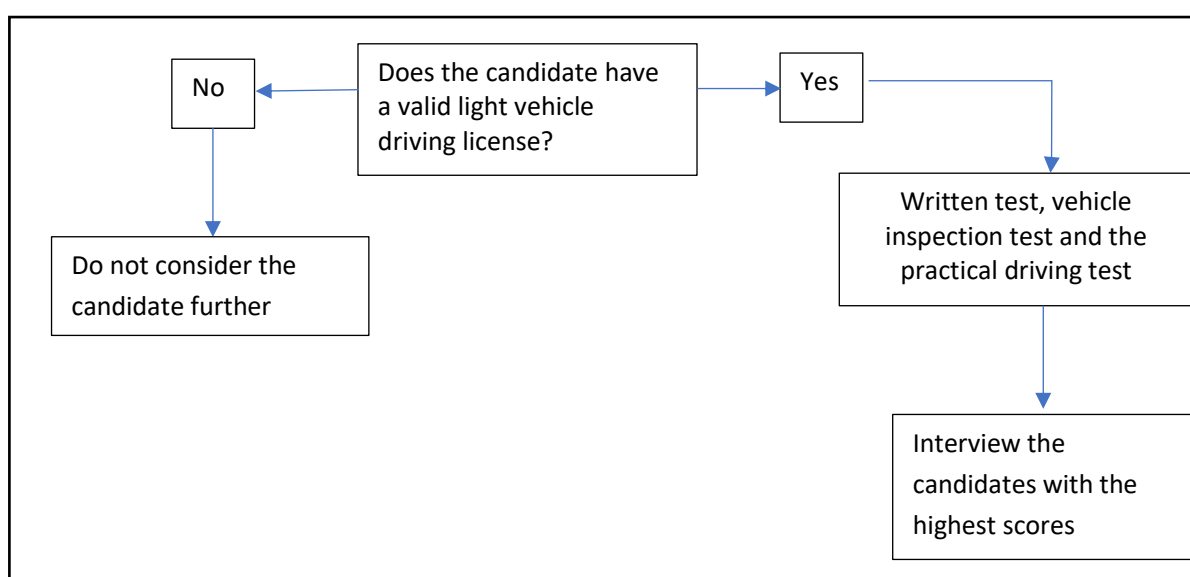 No
Does the candidate have
a valid light vehicle
driving license?
Yes
Do not consider the
candidate further
Written test, vehicle
inspection test and the
practical driving test
Interview the
candidates with the
highest scores